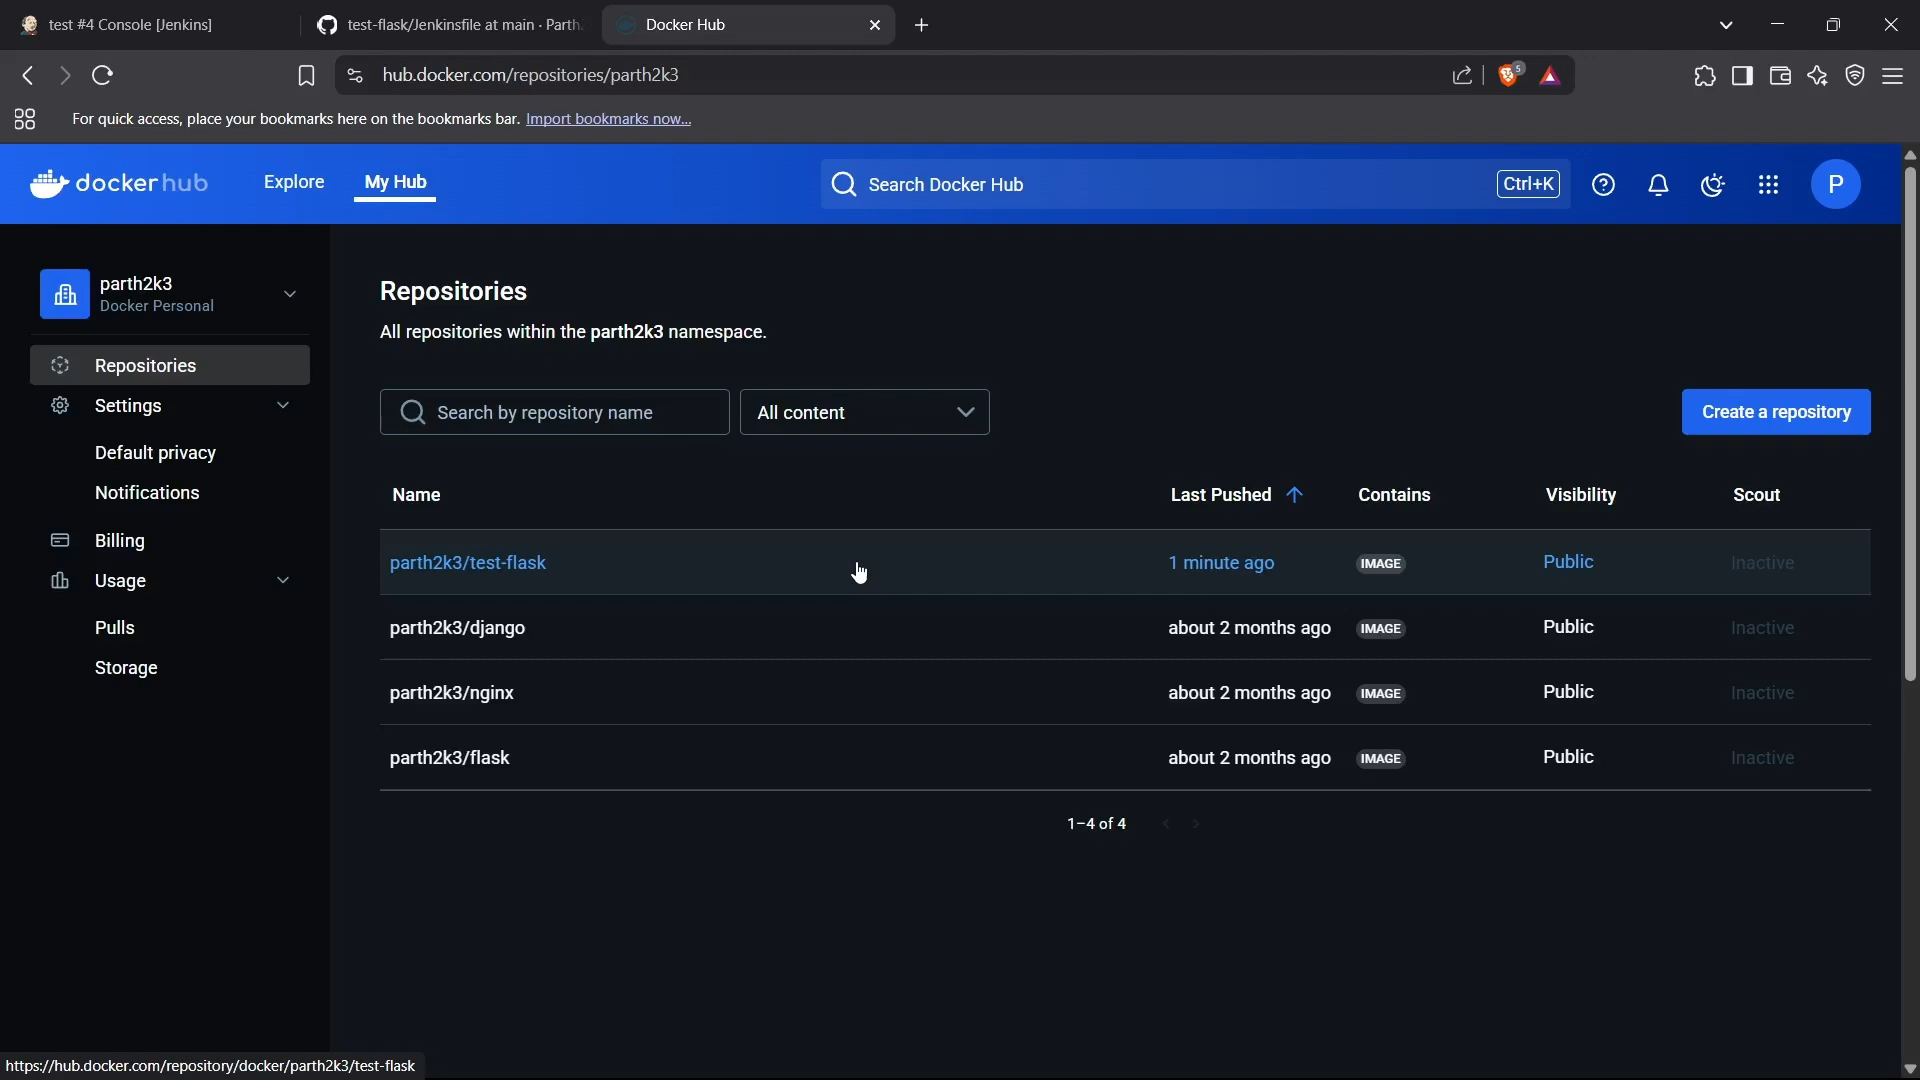 test #4 Console [Jenkins]
test-flask/Jenkinsfile at main · Parth
Docker Hub
hub.docker.com/repositories/parth2k3
5
For quick access, place your bookmarks here on the bookmarks bar. Import bookmarks now...
dockerhub
Explore
My Hub
Search Docker Hub
Ctrl+K
P
parth2k3
Docker Personal
Repositories
Settings
Default privacy
Notifications
Billing
Usage
Pulls
Storage
Repositories
All repositories within the parth2k3 namespace.
Search by repository name
All content
Create a repository
Name Last Pushed Contains Visibility Scout
parth2k3/test-flask 1 minute ago IMAGE Public Inactive
parth2k3/django about 2 months ago IMAGE Public Inactive
parth2k3/nginx about 2 months ago IMAGE Public Inactive
parth2k3/flask about 2 months ago IMAGE Public Inactive
1–4 of 4
https://hub.docker.com/repository/docker/parth2k3/test-flask